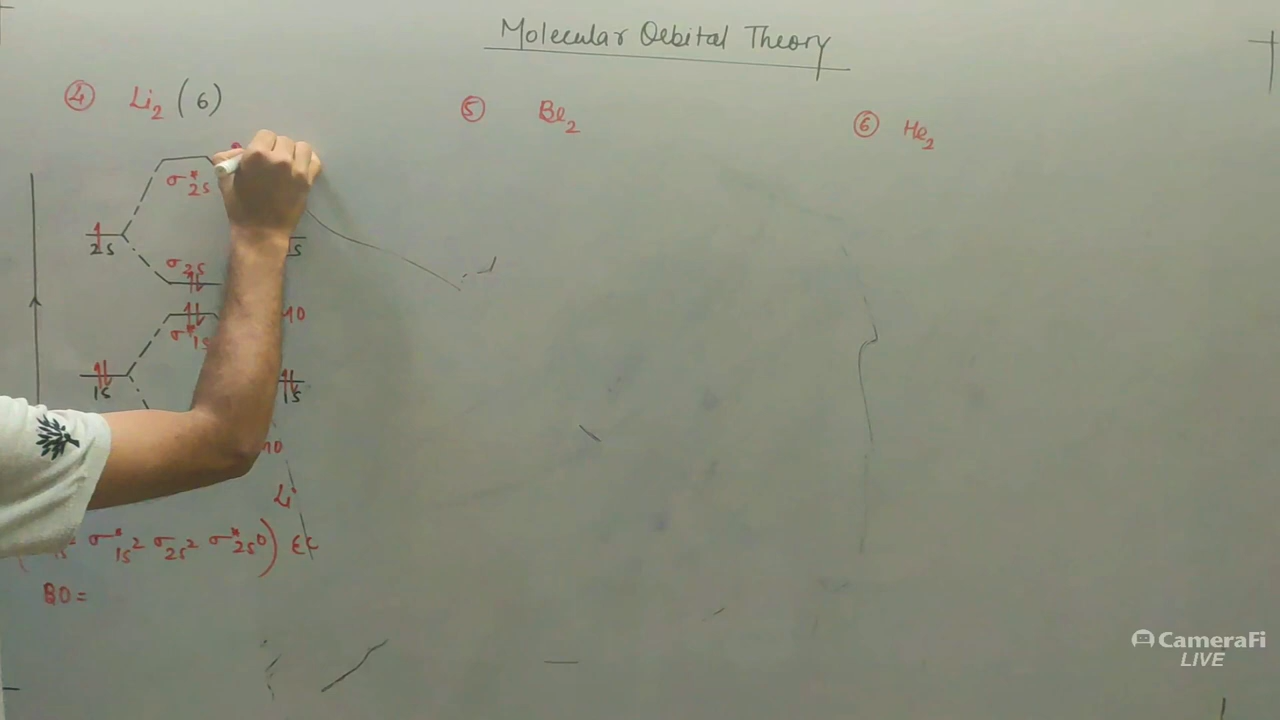 Molecular Orbital Theory
④ Li₂ (6)
⑤ Be₂
⑥ He₂
σ*2s
2s
σ2s
σ*1s
1s
1s
Li
σ*1s² σ2s² σ*2s⁰)
BO =
CameraFi
LIVE